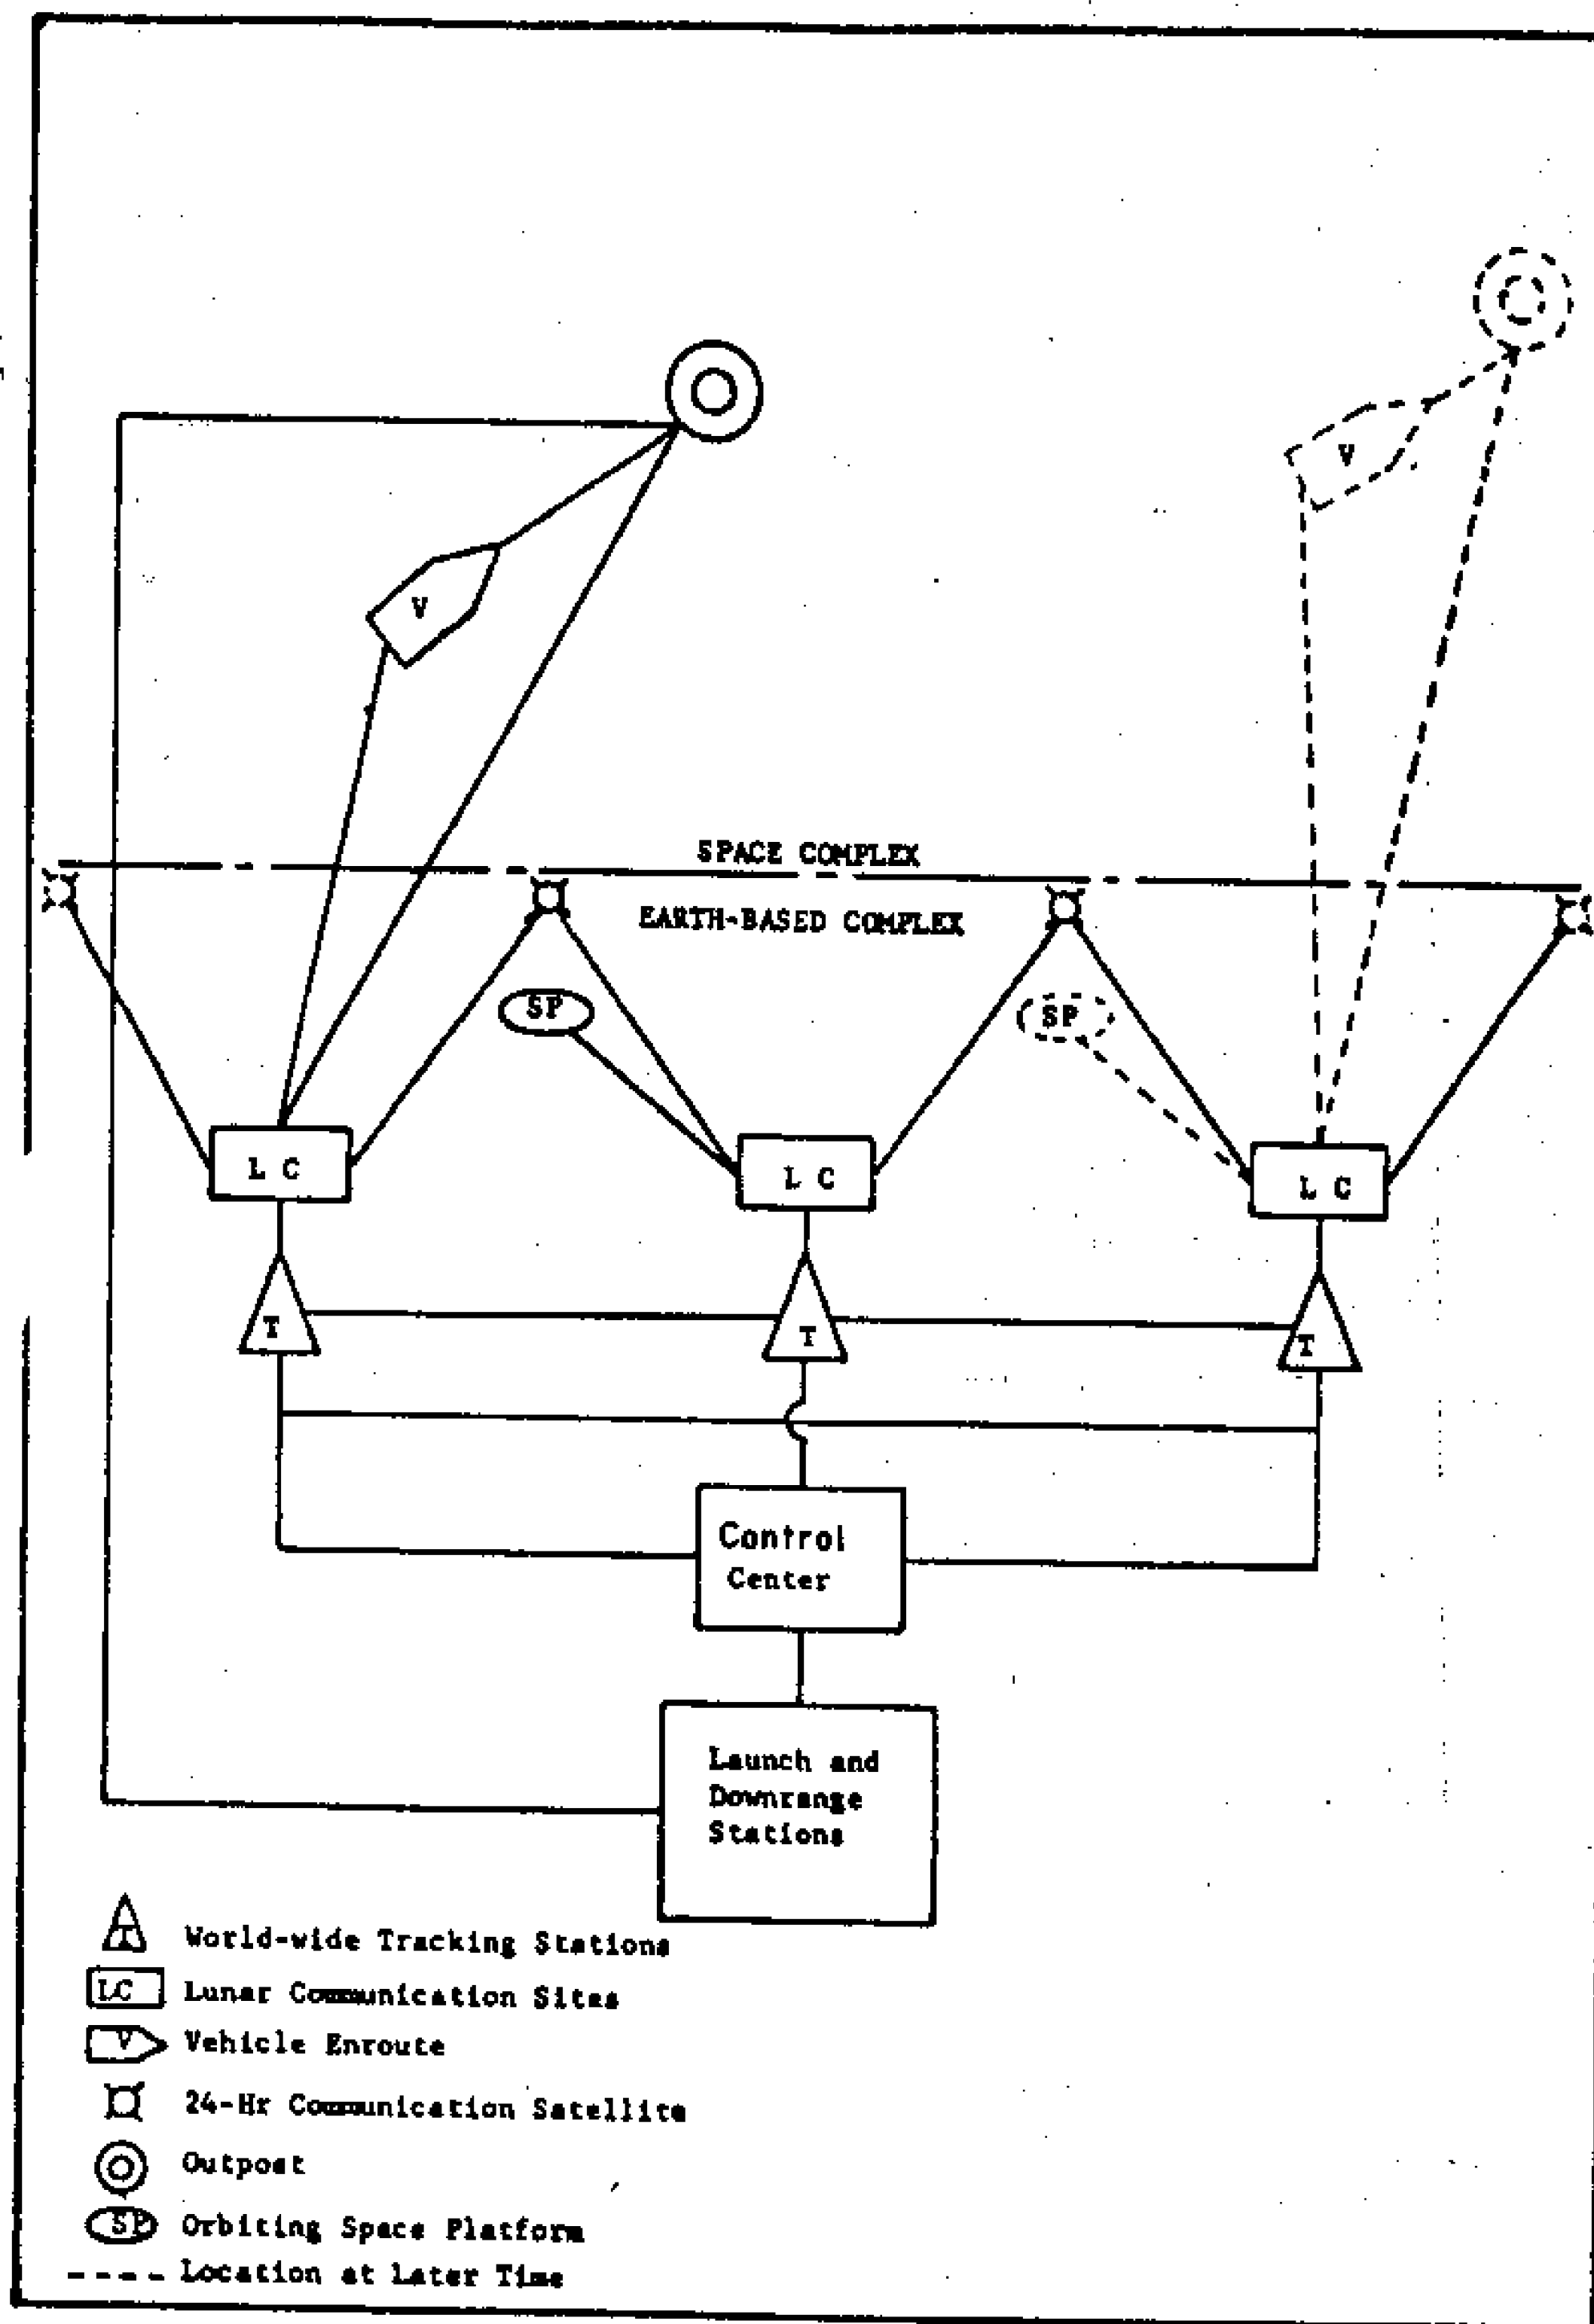 V
V
SPACE COMPLEX
EARTH-BASED COMPLEX
SP
SP
L C
L C
L C
T
T
T
Control
Center
Launch and
Downrange
Stations
T World-wide Tracking Stations
LC Lunar Communication Sites
V Vehicle Enroute
24-Hr Communication Satellite
Outpost
SP Orbiting Space Platform
Location at Later Time